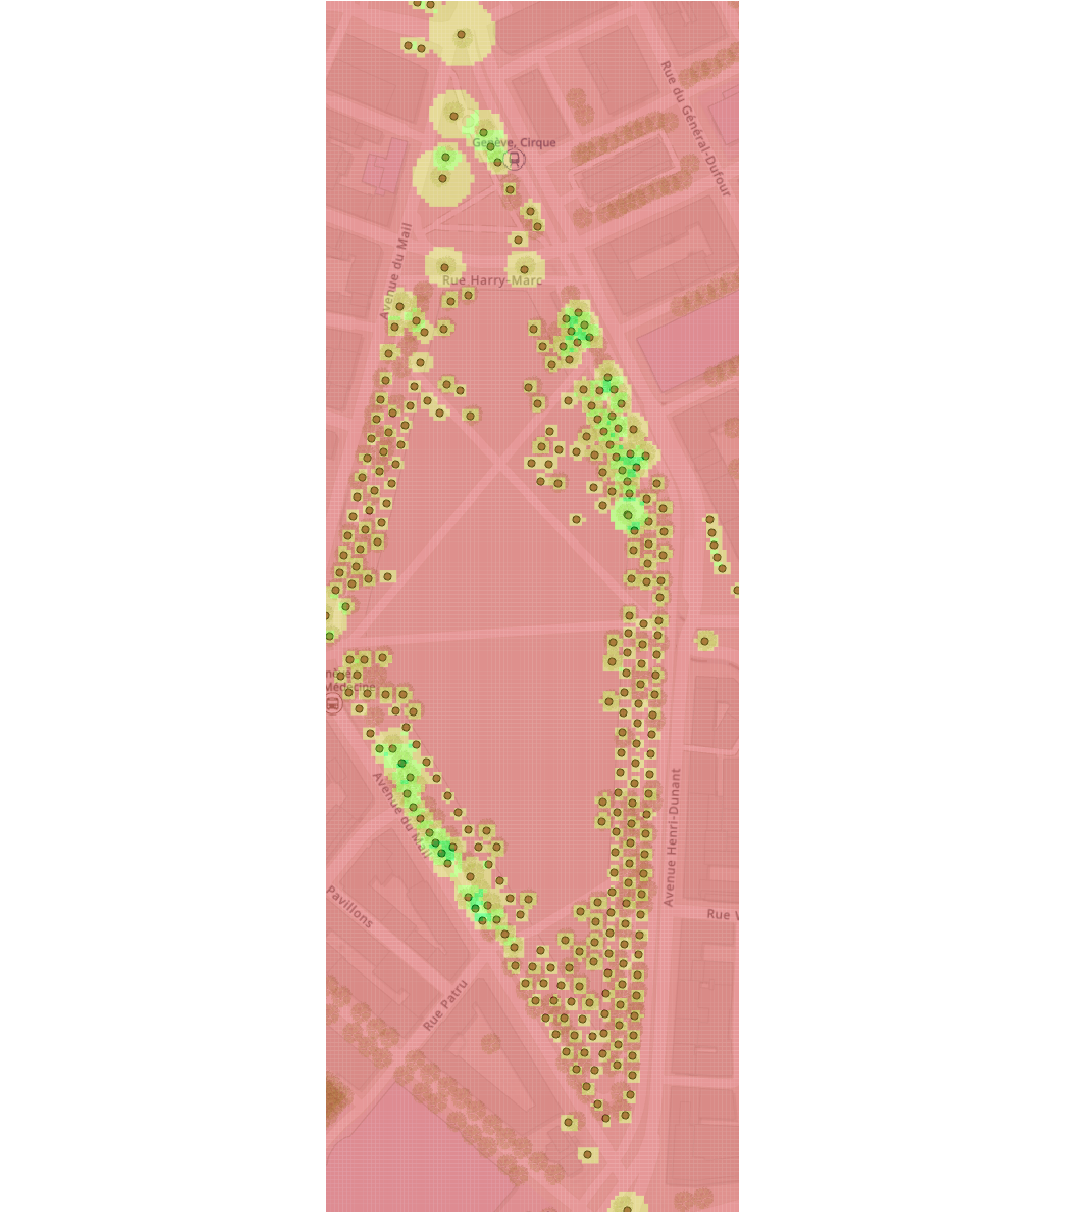 Rue du Général-Dufour
Genève, Cirque
Avenue du Mail
Rue Harry-Marc
Médecine
Avenue du Mail
Avenue Henri-Dunant
Pavillons
Rue Patru
Rue